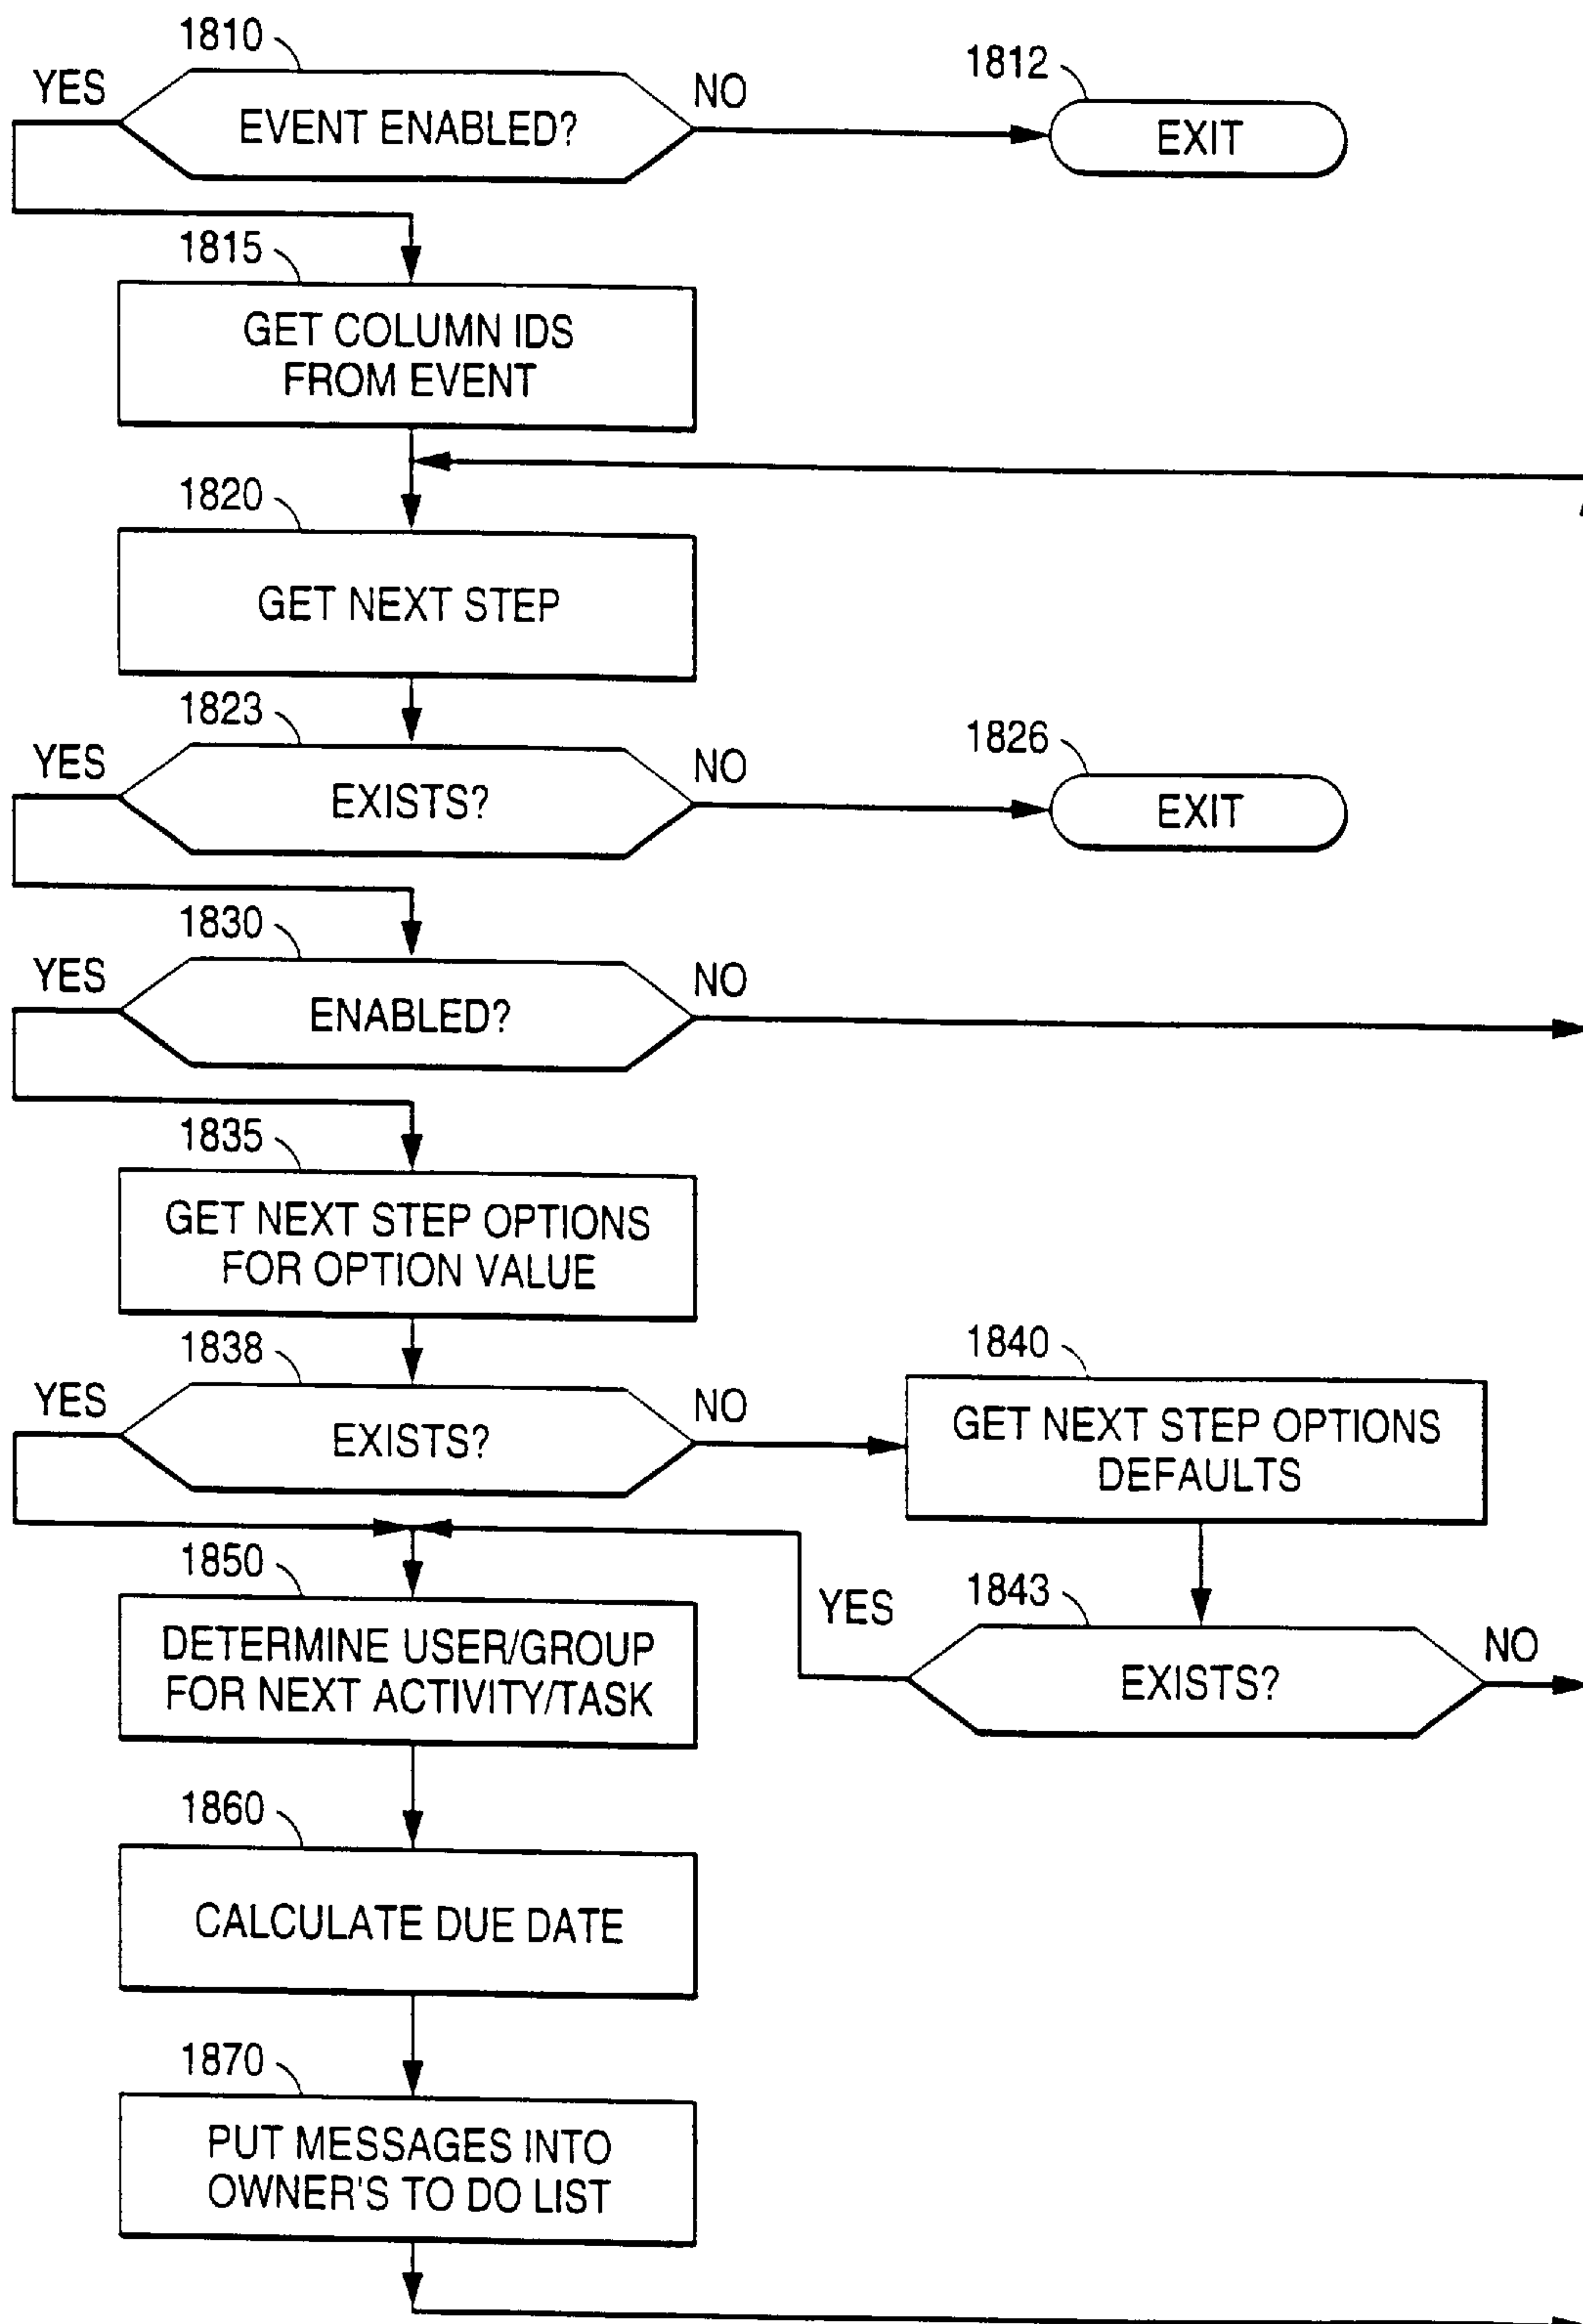 1810
YES
EVENT ENABLED?
NO
1812
EXIT
1815
GET COLUMN IDS
FROM EVENT
1820
GET NEXT STEP
1823
YES
EXISTS?
NO
1826
EXIT
1830
YES
ENABLED?
NO
1835
GET NEXT STEP OPTIONS
FOR OPTION VALUE
1838
YES
EXISTS?
NO
1840
GET NEXT STEP OPTIONS
DEFAULTS
1843
YES
EXISTS?
NO
1850
DETERMINE USER/GROUP
FOR NEXT ACTIVITY/TASK
1860
CALCULATE DUE DATE
1870
PUT MESSAGES INTO
OWNER'S TO DO LIST